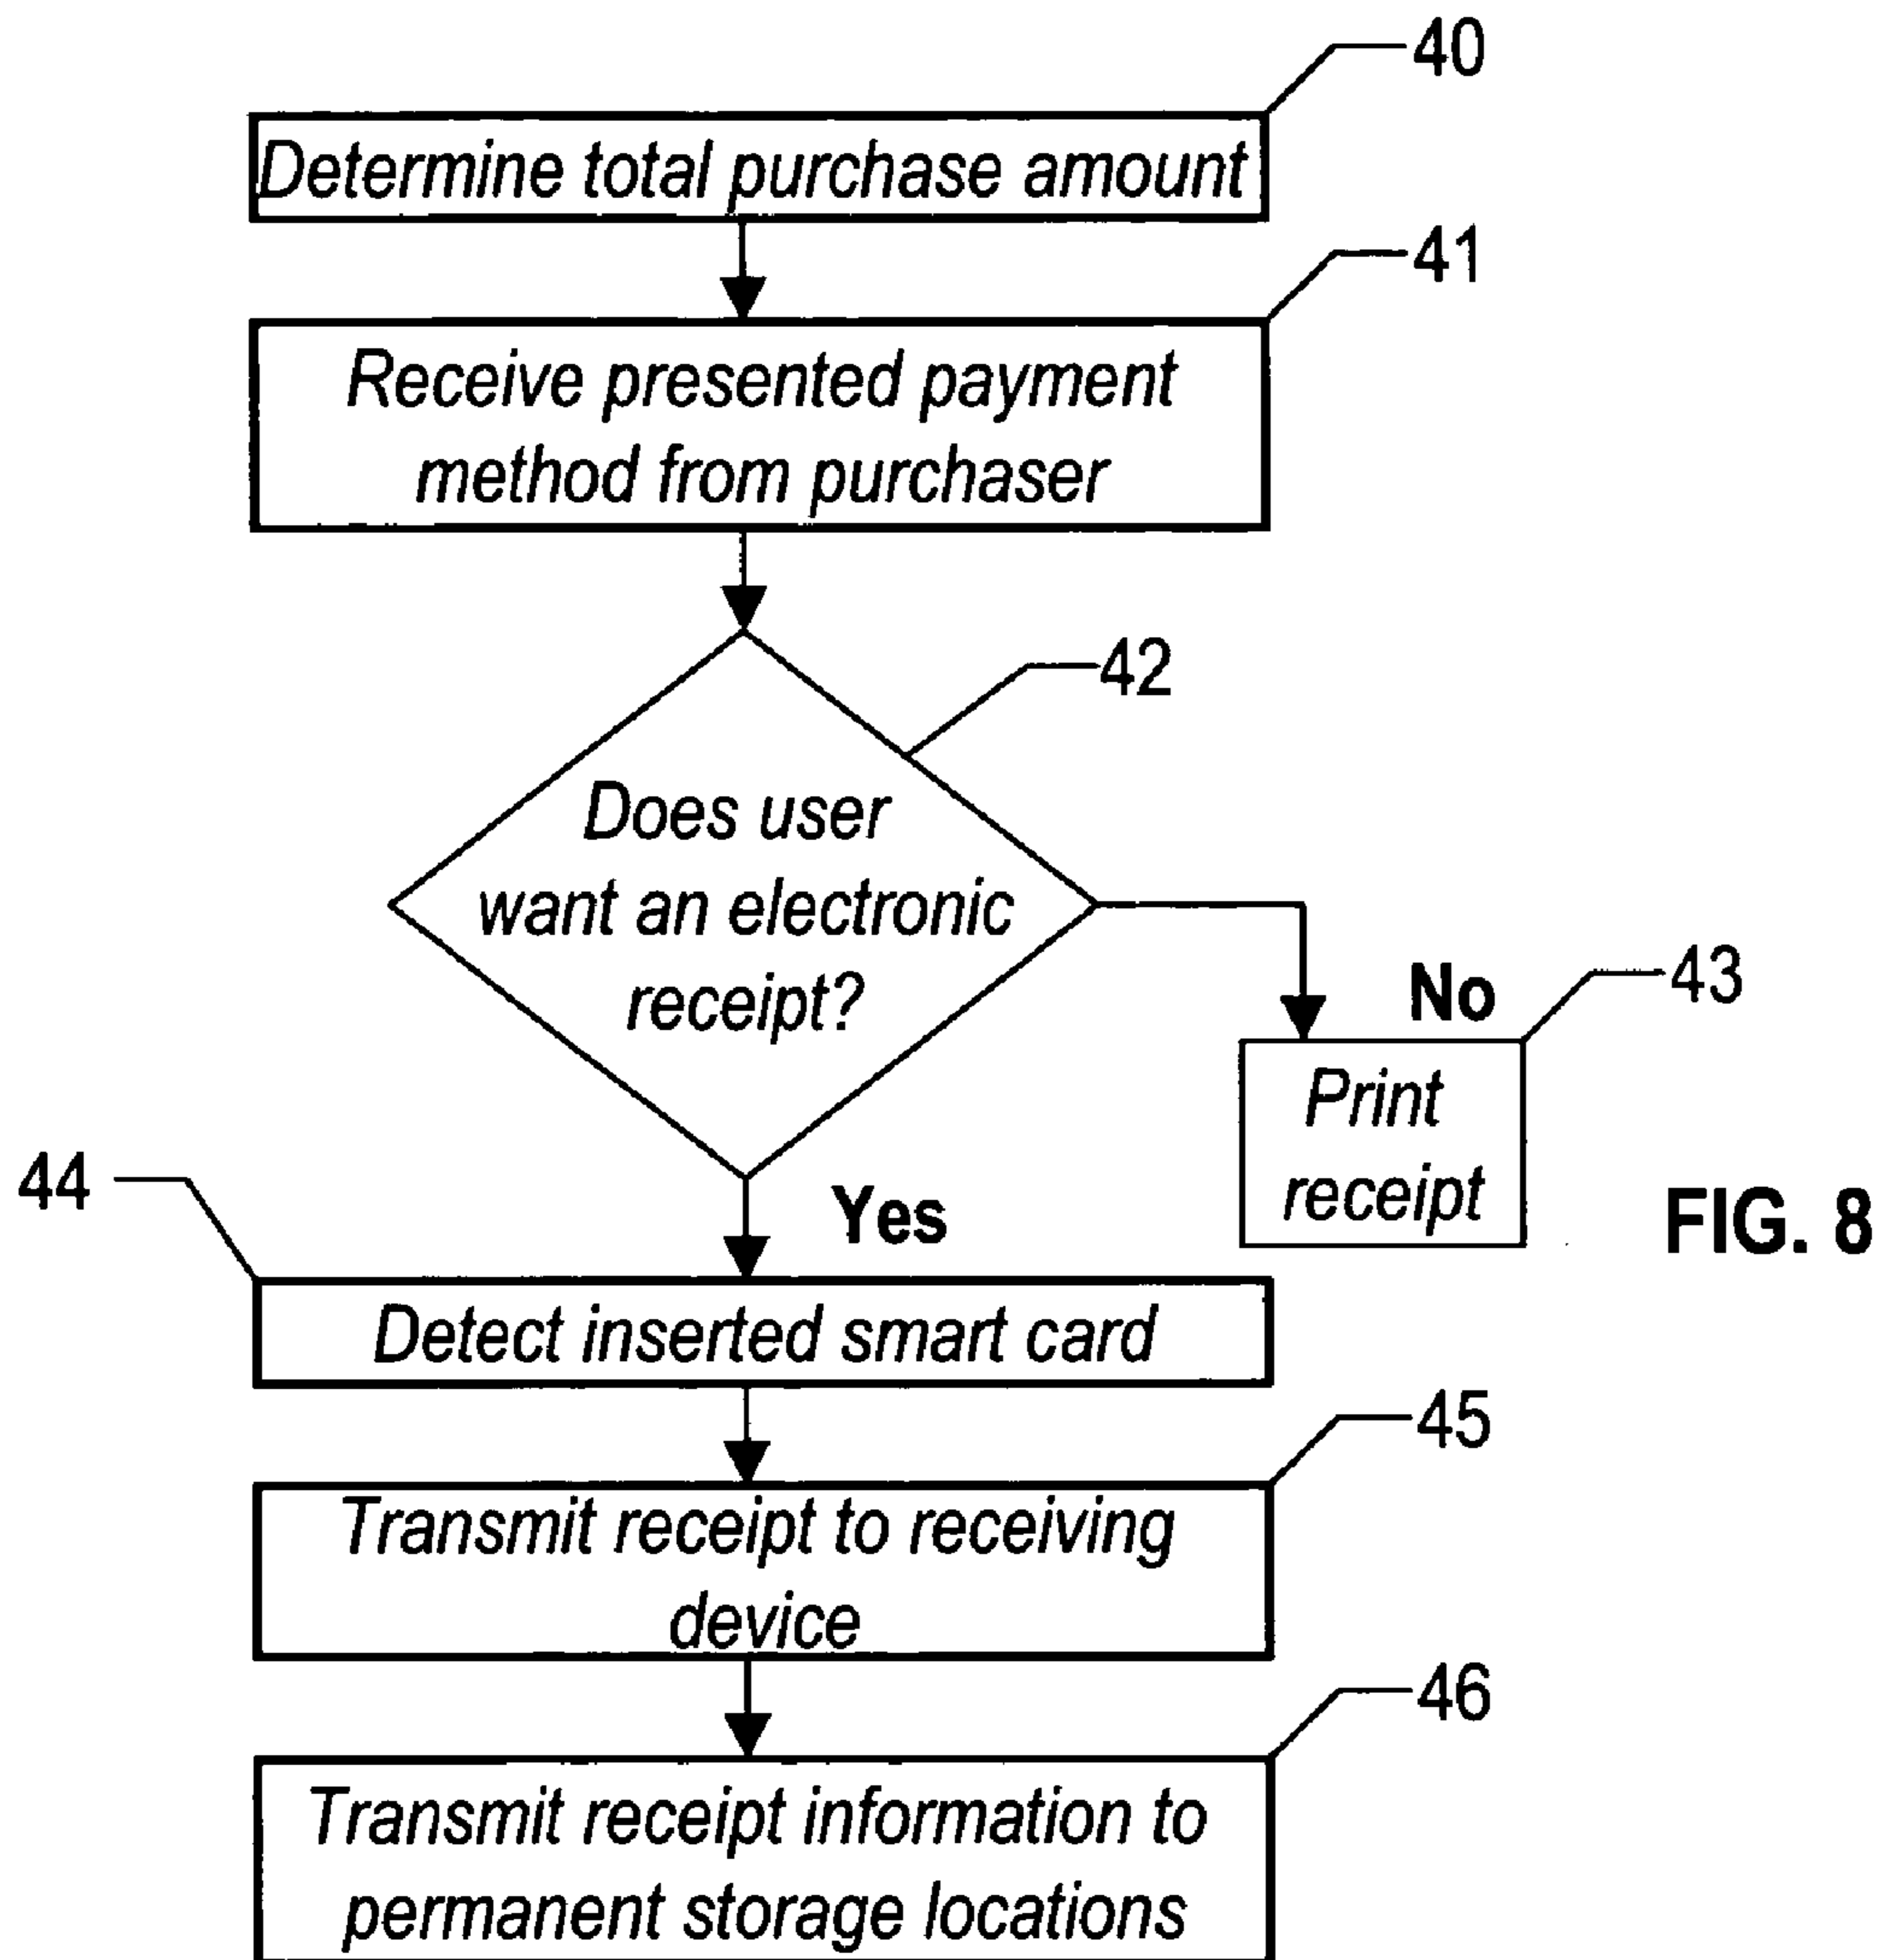 40
Determine total purchase amount
41
Receive presented payment
method from purchaser
42
Does user
want an electronic
receipt?
No
43
Print
receipt
44
Yes
FIG. 8
Detect inserted smart card
45
Transmit receipt to receiving
device
46
Transmit receipt information to
permanent storage locations